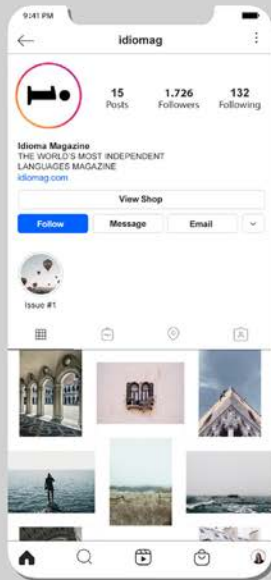 9:41 PM
idiomag
15 1.726 132
Posts Followers Following
Idioma Magazine
THE WORLD'S MOST INDEPENDENT
LANGUAGES MAGAZINE
idiomag.com
View Shop
Follow Message Email
Issue #1